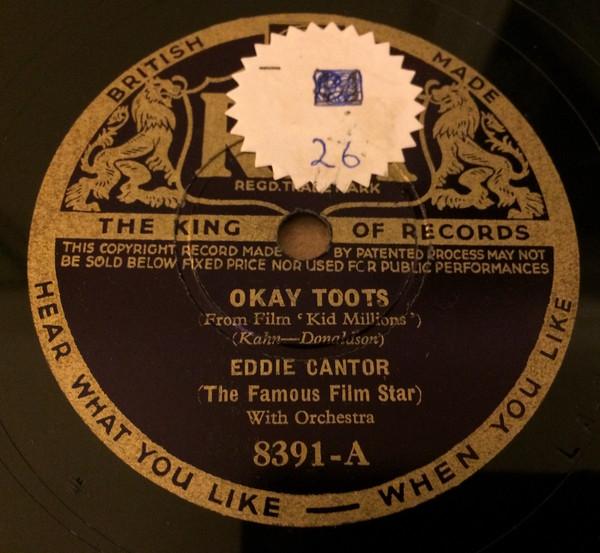 BRITISH MADE
26
REGD. TRADE MARK
THE KING OF RECORDS
THIS COPYRIGHT RECORD MADE BY PATENTED PROCESS MAY NOT
BE SOLD BELOW FIXED PRICE NOR USED FOR PUBLIC PERFORMANCES
OKAY TOOTS
(From Film ‘Kid Millions’)
(Kahn—Donaldson)
EDDIE CANTOR
(The Famous Film Star)
With Orchestra
8391-A
HEAR WHAT YOU LIKE — WHEN YOU LIKE